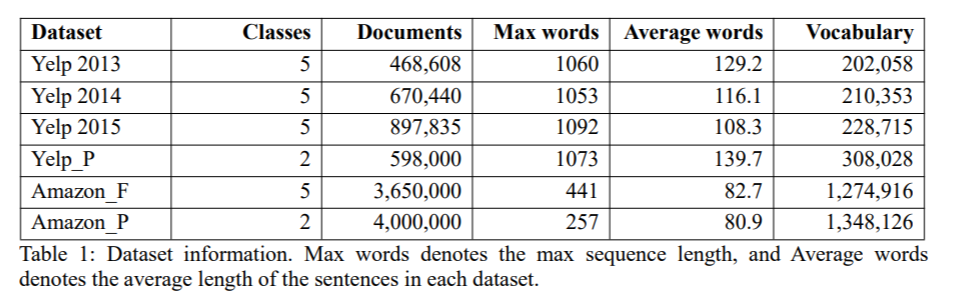 Dataset Classes Documents Max words Average words Vocabulary
Yelp 2013 5 468,608 1060 129.2 202,058
Yelp 2014 5 670,440 1053 116.1 210,353
Yelp 2015 5 897,835 1092 108.3 228,715
Yelp_P 2 598,000 1073 139.7 308,028
Amazon_F 5 3,650,000 441 82.7 1,274,916
Amazon_P 2 4,000,000 257 80.9 1,348,126
Table 1: Dataset information. Max words denotes the max sequence length, and Average words
denotes the average length of the sentences in each dataset.